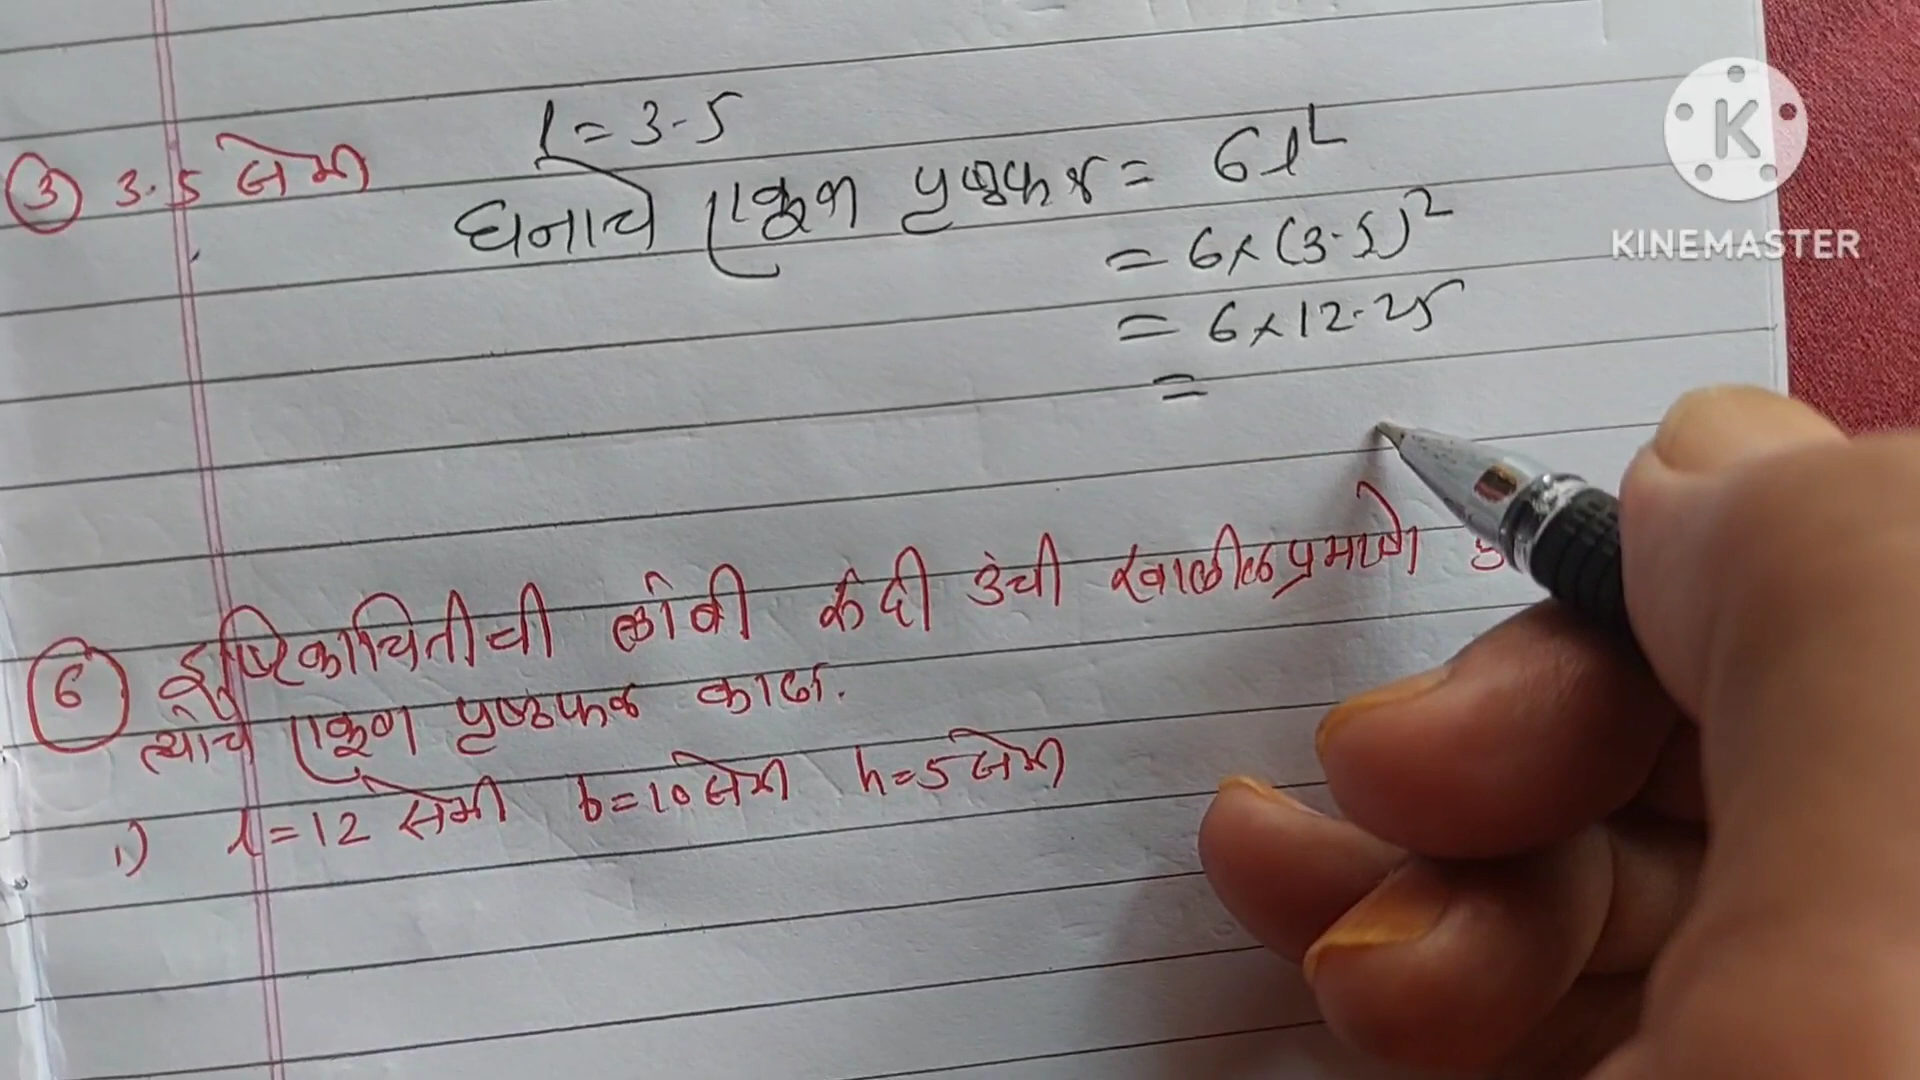 l = 3.5
③ 3.5 सेमी
घनाचे एकूण पृष्ठफळ = 6l²
= 6 × (3.5)²
= 6 × 12.25
=
⑥ इष्टिकाचितीची लांबी रुंदी उंची खालीलप्रमाणे
त्यांचे एकूण पृष्ठफळ काढा.
1) l = 12 सेमी b = 10 सेमी h = 5 सेमी
K
KINEMASTER